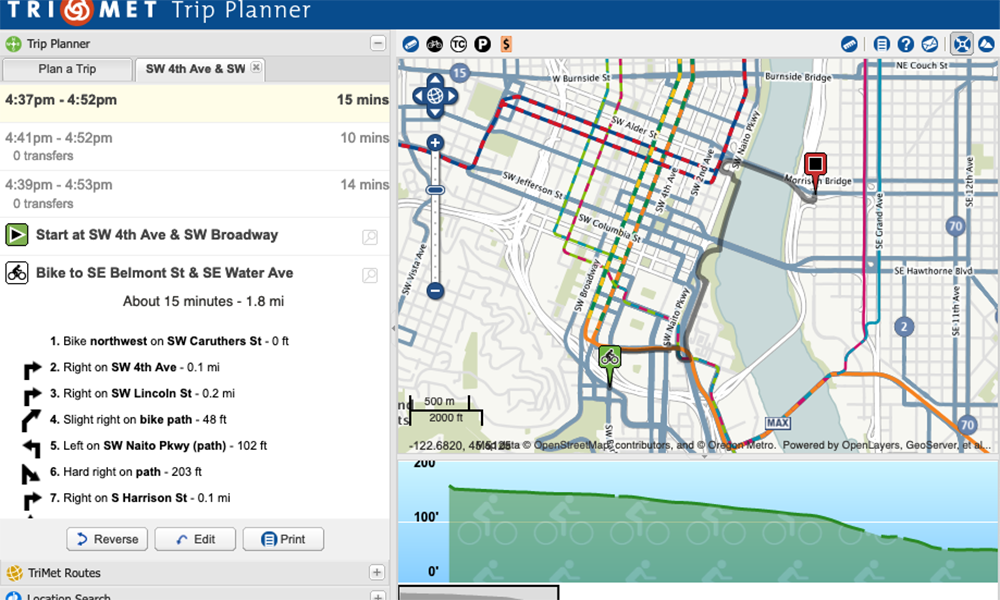 TRI MET Trip Planner
Trip Planner
Plan a Trip
SW 4th Ave & SW
4:37pm - 4:52pm 15 mins
4:41pm - 4:52pm 10 mins
0 transfers
4:39pm - 4:53pm 14 mins
0 transfers
Start at SW 4th Ave & SW Broadway
Bike to SE Belmont St & SE Water Ave
About 15 minutes - 1.8 mi
1. Bike northwest on SW Caruthers St - 0 ft
2. Right on SW 4th Ave - 0.1 mi
3. Right on SW Lincoln St - 0.2 mi
4. Slight right on bike path - 48 ft
5. Left on SW Naito Pkwy (path) - 102 ft
6. Hard right on path - 203 ft
7. Right on S Harrison St - 0.1 mi
Reverse
Edit
Print
TriMet Routes
Location Search
TC
P
$
?
15
W Burnside St
Burnside Bridge
NE Couch St
SW Alder St
SW Naito Pkwy
SW 2nd Ave
SW 4th Ave
Morrison Bridge
SE 12th Ave
SW Jefferson St
SW Columbia St
SE Grand Ave
70
SW Vista Ave
SW Broadway
SE Hawthorne Blvd
SE 11th Ave
SW Naito Pkwy
2
500 m
2000 ft
MAX
70
SW
-122.6820, Map data © OpenStreetMap contributors, and © Oregon Metro. Powered by OpenLayers, GeoServer, et al...
200'
100'
0'